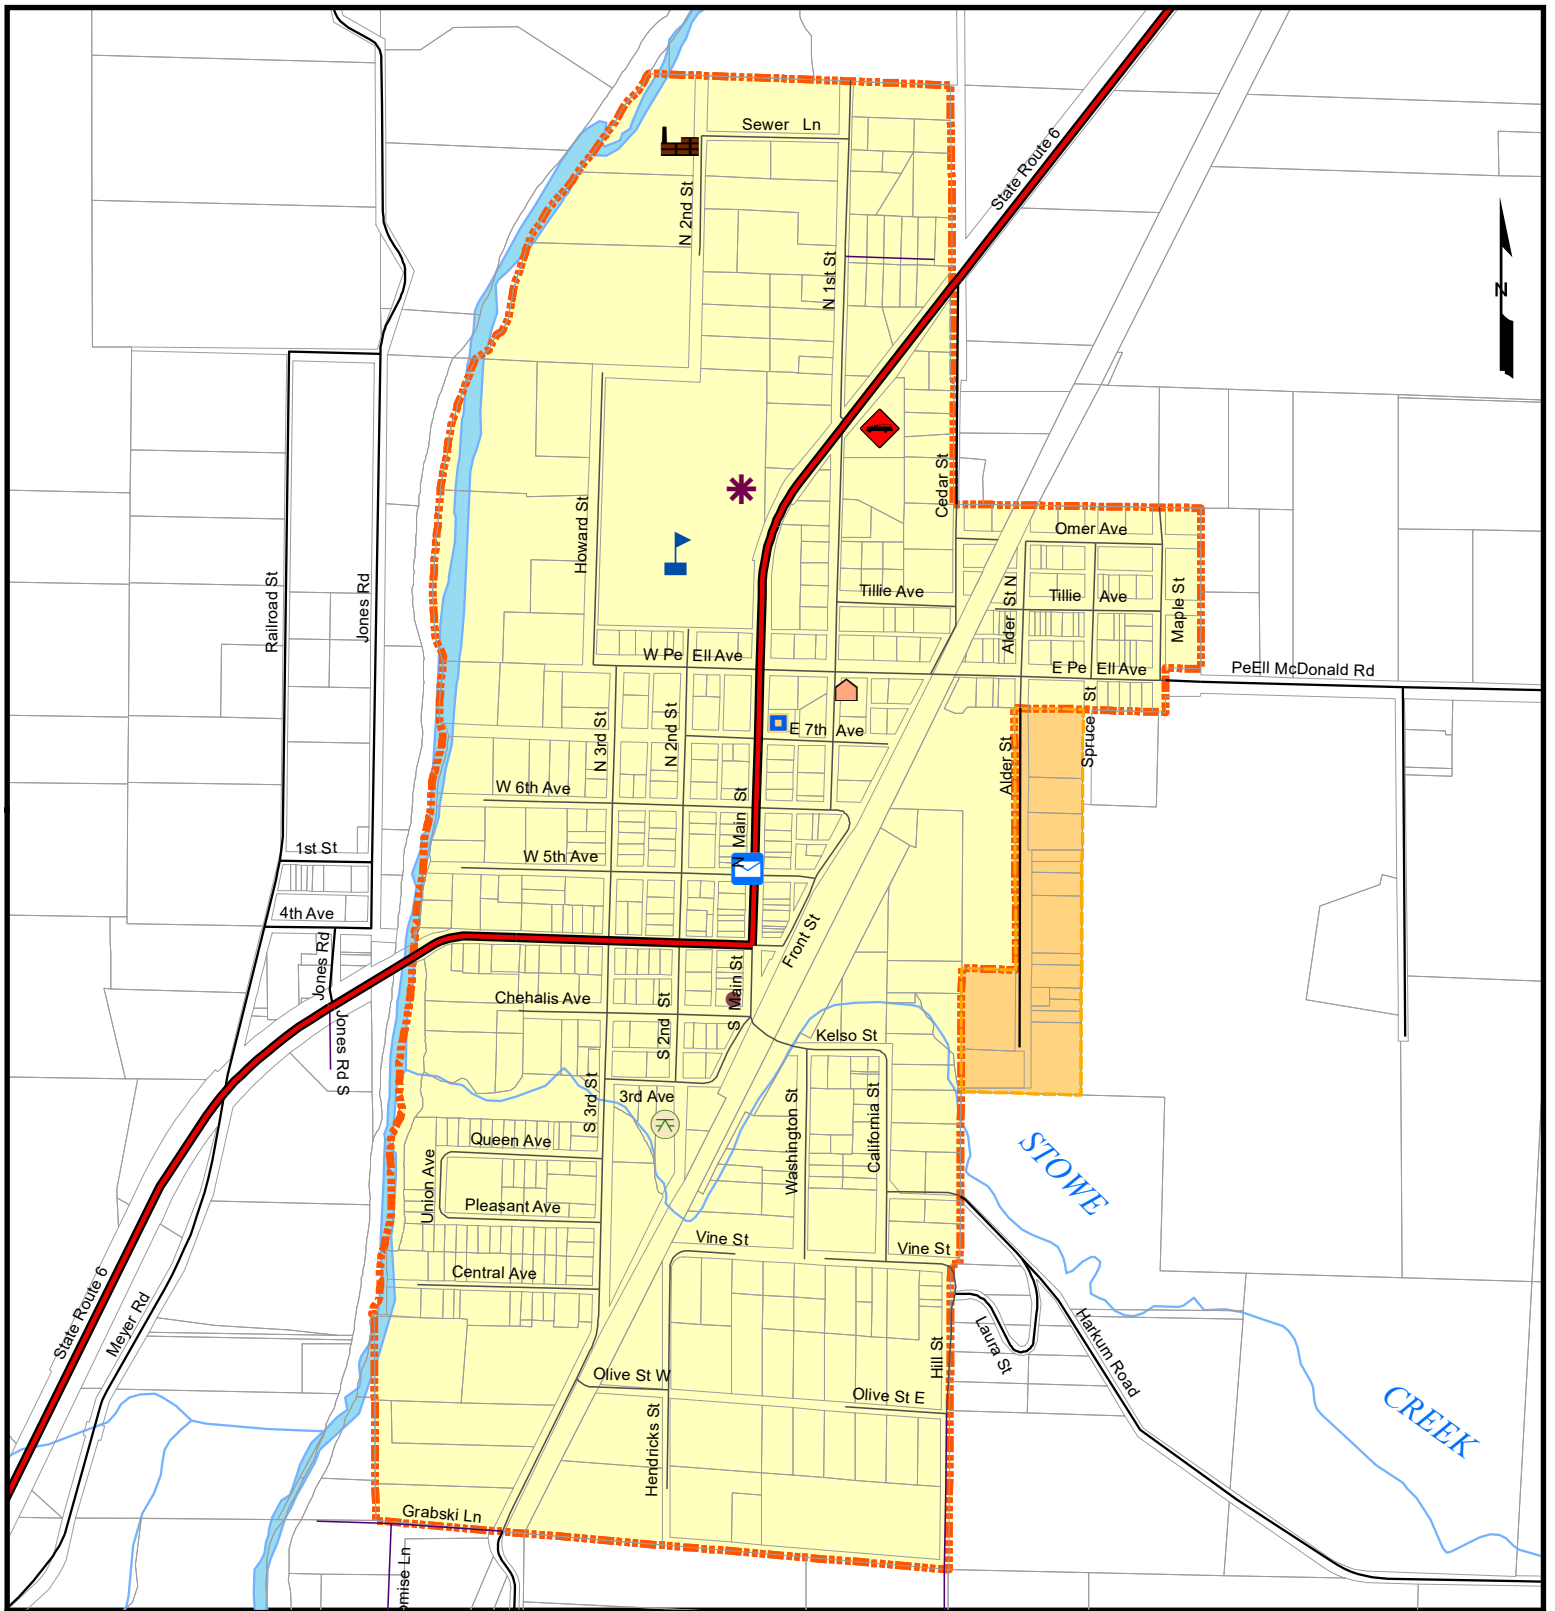 Sewer Ln
State Route 6
N 2nd St
N 1st St
N
Cedar St
Howard St
Omer Ave
Railroad St
Jones Rd
Tillie Ave
Alder St N
Tillie Ave
Maple St
W Pe Ell Ave
E Pe Ell Ave
PeEll McDonald Rd
N 3rd St
N 2nd St
E 7th Ave
Spruce St
Alder St
W 6th Ave
N Main St
1st St
W 5th Ave
4th Ave
Front St
Jones Rd
Chehalis Ave
S Main St
S 2nd St
Jones Rd S
Kelso St
3rd Ave
S 3rd St
Washington St
California St
Queen Ave
Union Ave
Pleasant Ave
STOWE
Vine St
Vine St
Central Ave
State Route 6
Meyer Rd
Hill St
Laura St
Harkum Road
Olive St W
Olive St E
Hendricks St
CREEK
Grabski Ln
omise Ln